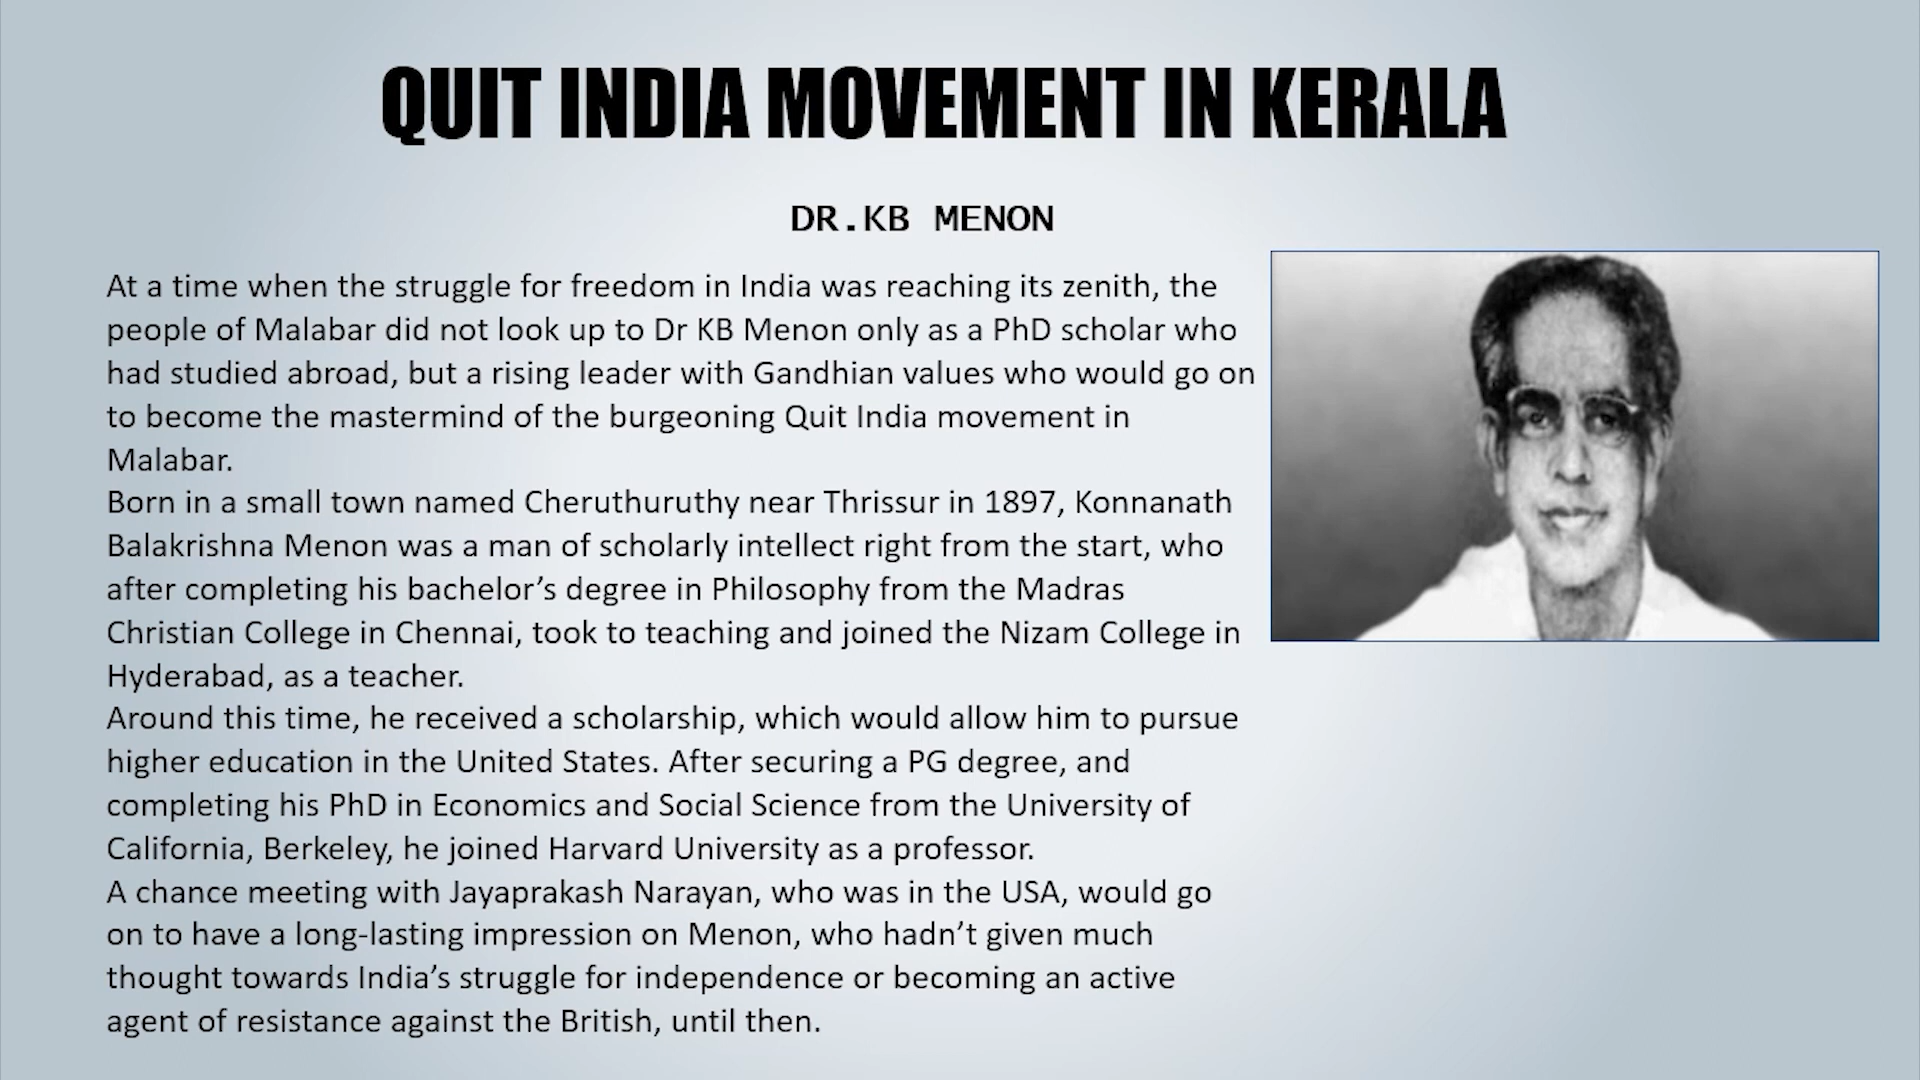 QUIT INDIA MOVEMENT IN KERALA
DR.KB MENON
At a time when the struggle for freedom in India was reaching its zenith, the
people of Malabar did not look up to Dr KB Menon only as a PhD scholar who
had studied abroad, but a rising leader with Gandhian values who would go on
to become the mastermind of the burgeoning Quit India movement in
Malabar.
Born in a small town named Cheruthuruthy near Thrissur in 1897, Konnanath
Balakrishna Menon was a man of scholarly intellect right from the start, who
after completing his bachelor’s degree in Philosophy from the Madras
Christian College in Chennai, took to teaching and joined the Nizam College in
Hyderabad, as a teacher.
Around this time, he received a scholarship, which would allow him to pursue
higher education in the United States. After securing a PG degree, and
completing his PhD in Economics and Social Science from the University of
California, Berkeley, he joined Harvard University as a professor.
A chance meeting with Jayaprakash Narayan, who was in the USA, would go
on to have a long-lasting impression on Menon, who hadn’t given much
thought towards India’s struggle for independence or becoming an active
agent of resistance against the British, until then.